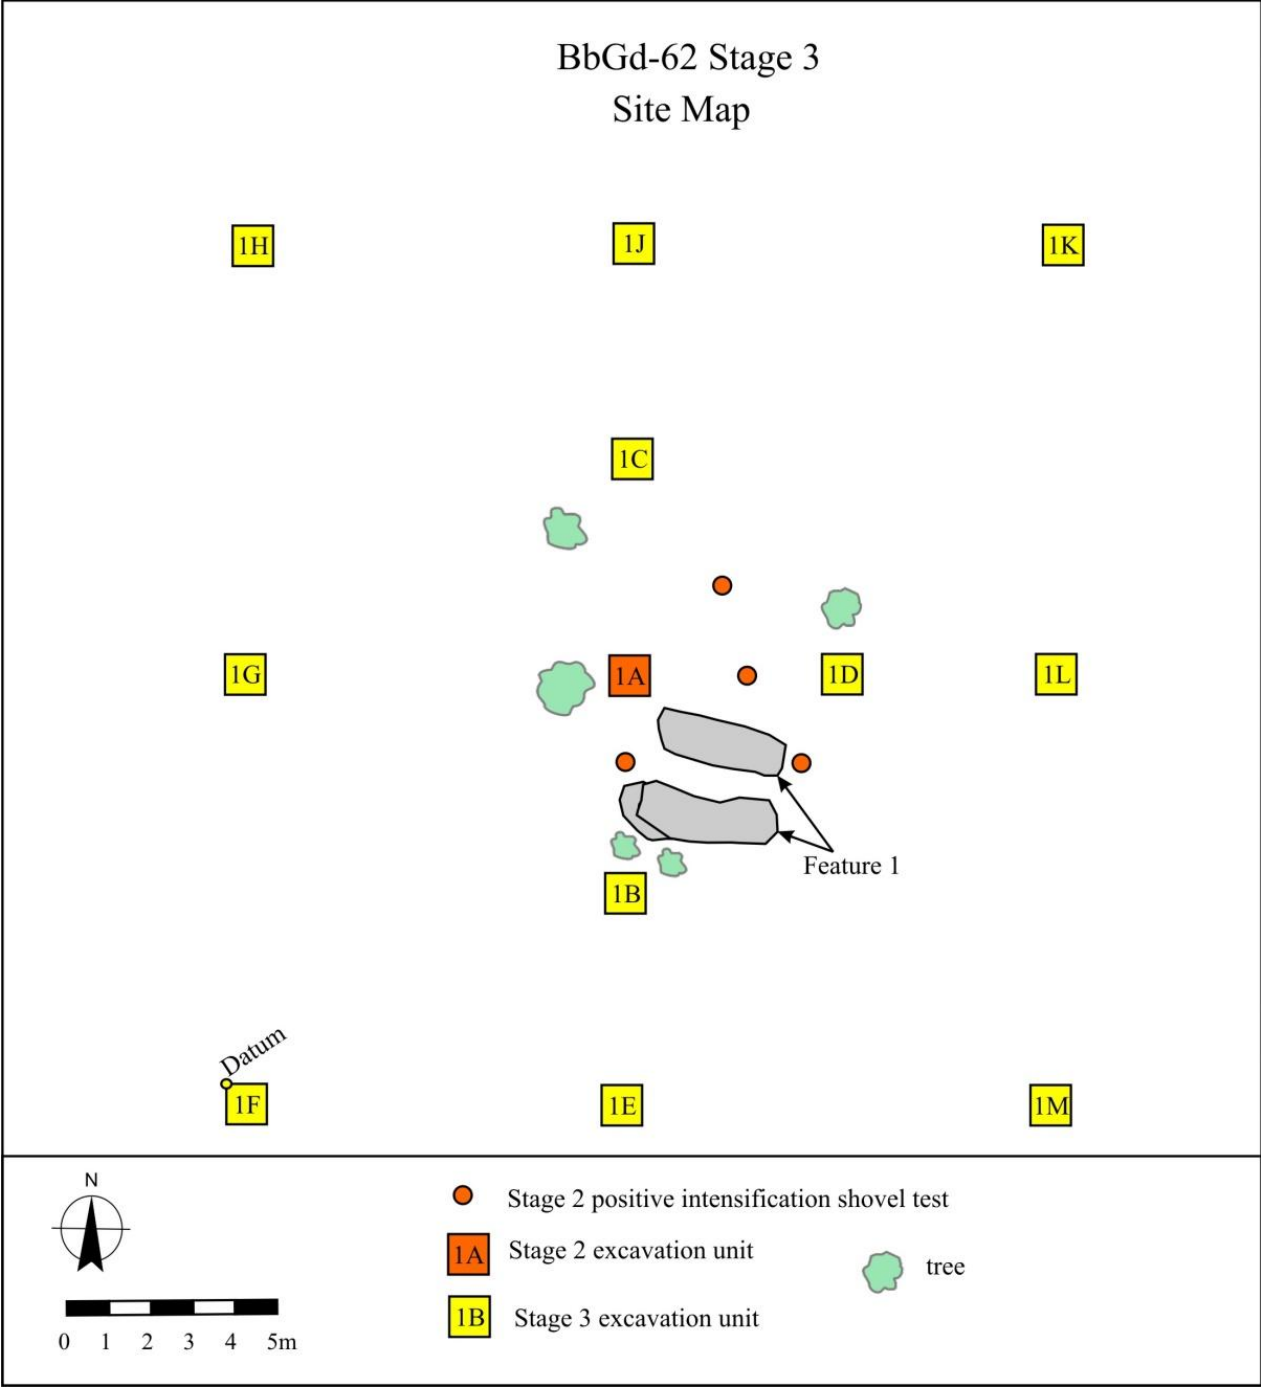 BbGd-62 Stage 3
Site Map
1H
1J
1K
1C
1G
1A
1D
1L
Feature 1
1B
Datum
1F
1E
1M
N
Stage 2 positive intensification shovel test
1A
Stage 2 excavation unit
tree
1B
Stage 3 excavation unit
0 1 2 3 4 5m